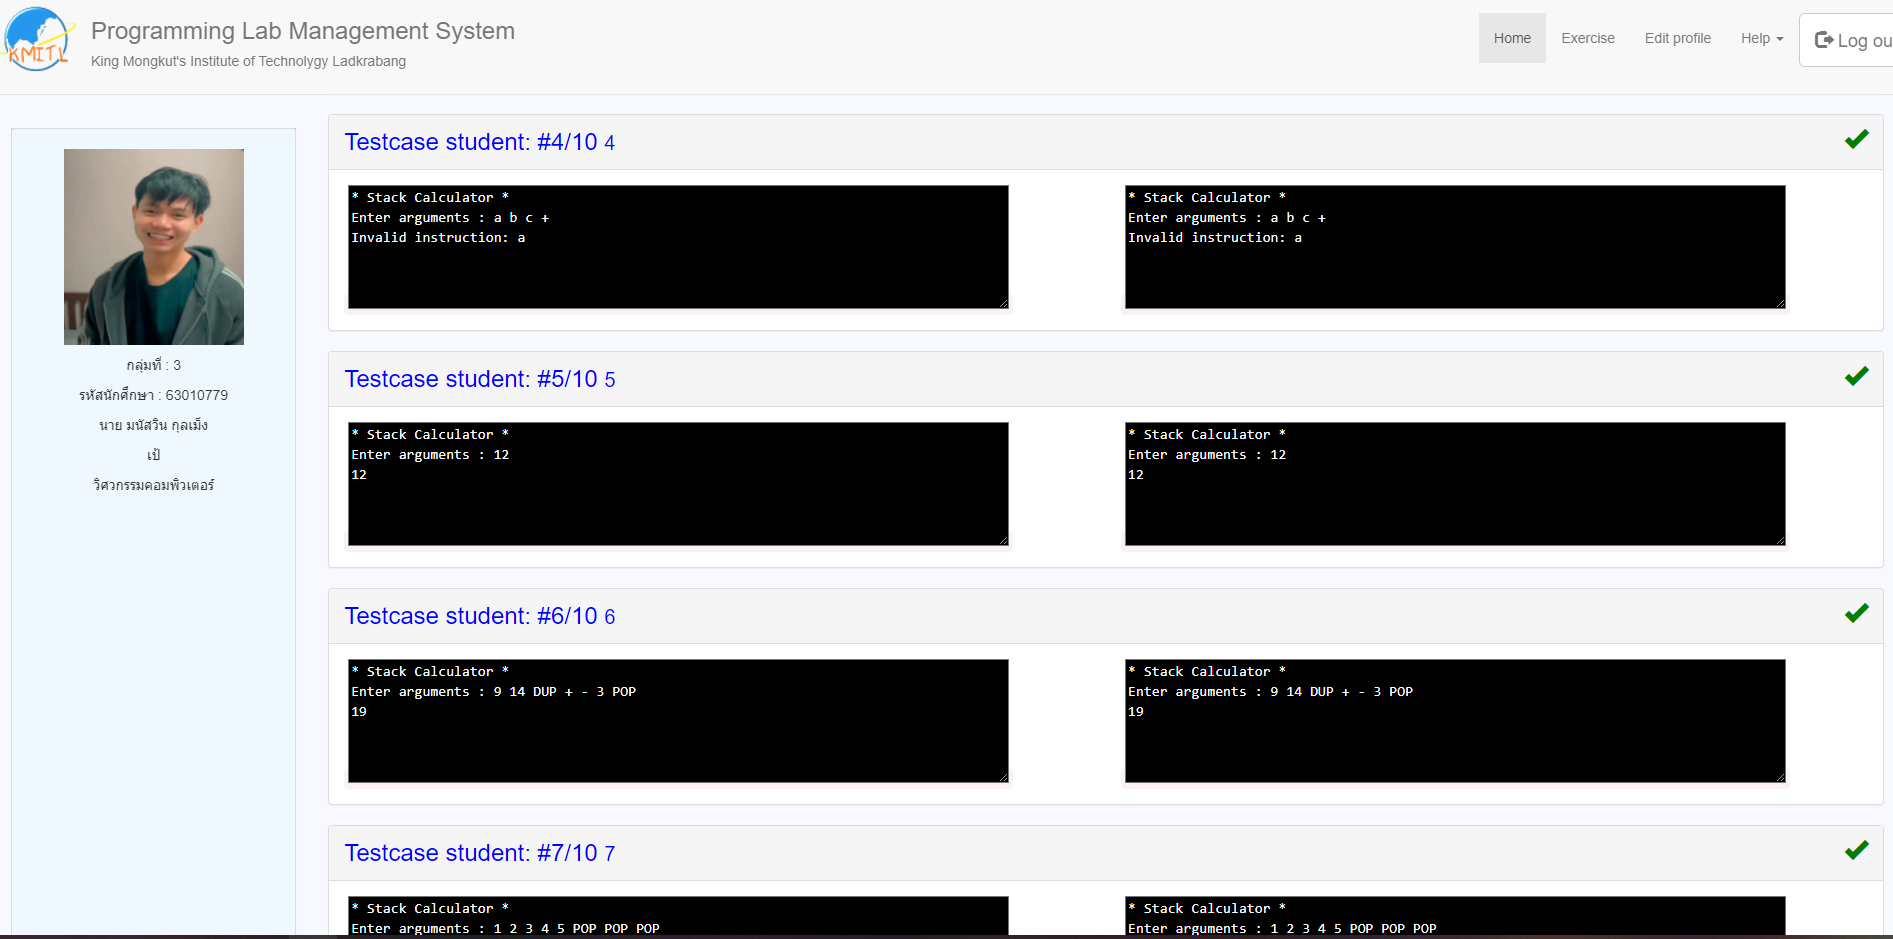 KMITL
Programming Lab Management System
King Mongkut's Institute of Technolygy Ladkrabang
Home
Exercise
Edit profile
Help
Log ou
กลุ่มที่ : 3
รหัสนักศึกษา : 63010779
นาย มนัสวิน กุลเม็ง
เป้
วิศวกรรมคอมพิวเตอร์
Testcase student: #4/10 4
* Stack Calculator *
Enter arguments : a b c +
Invalid instruction: a
* Stack Calculator *
Enter arguments : a b c +
Invalid instruction: a
Testcase student: #5/10 5
* Stack Calculator *
Enter arguments : 12
12
* Stack Calculator *
Enter arguments : 12
12
Testcase student: #6/10 6
* Stack Calculator *
Enter arguments : 9 14 DUP + - 3 POP
19
* Stack Calculator *
Enter arguments : 9 14 DUP + - 3 POP
19
Testcase student: #7/10 7
* Stack Calculator *
Enter arguments : 1 2 3 4 5 POP POP POP
* Stack Calculator *
Enter arguments : 1 2 3 4 5 POP POP POP